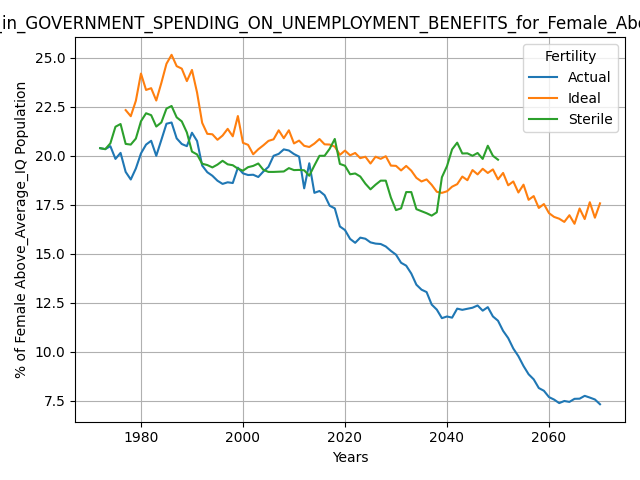 _in_GOVERNMENT_SPENDING_ON_UNEMPLOYMENT_BENEFITS_for_Female_Abo
25.0
22.5
20.0
17.5
15.0
12.5
10.0
7.5
% of Female Above_Average_IQ Population
Fertility
Actual
Ideal
Sterile
1980
2000
2020
2040
2060
Years